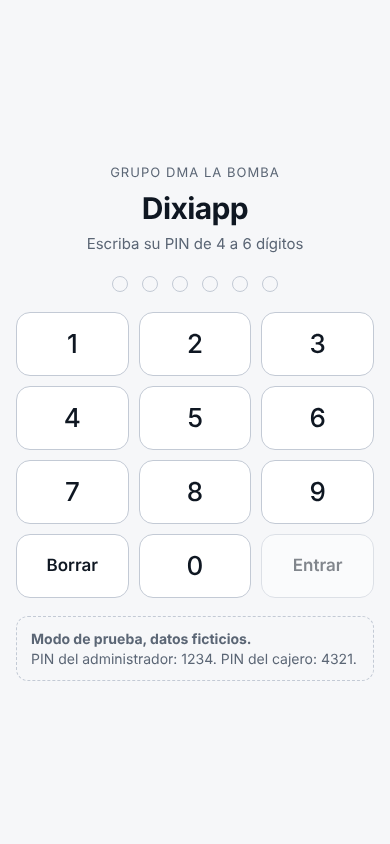 GRUPO DMA LA BOMBA
Dixiapp
Escriba su PIN de 4 a 6 dígitos
1 2 3
4 5 6
7 8 9
Borrar 0 Entrar
Modo de prueba, datos ficticios.
PIN del administrador: 1234. PIN del cajero: 4321.